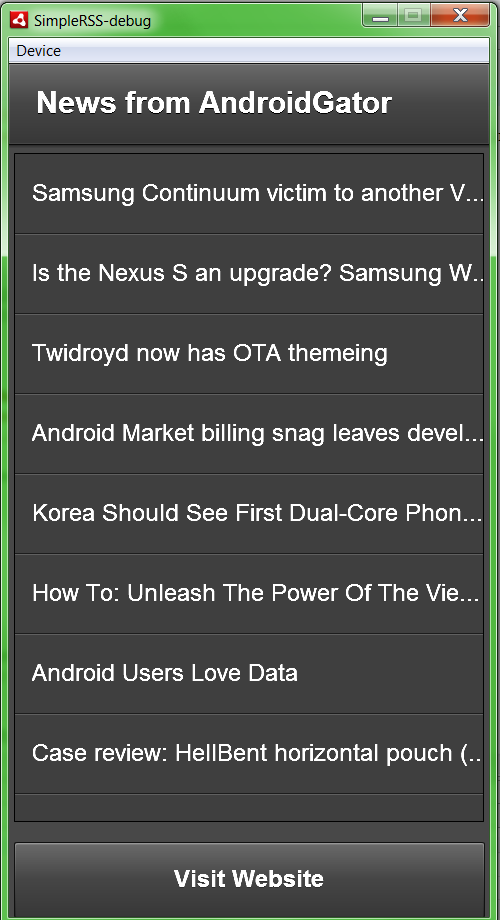 SimpleRSS-debug
Device
News from AndroidGator
Samsung Continuum victim to another V...
Is the Nexus S an upgrade? Samsung W...
Twidroyd now has OTA themeing
Android Market billing snag leaves devel...
Korea Should See First Dual-Core Phon...
How To: Unleash The Power Of The Vie...
Android Users Love Data
Case review: HellBent horizontal pouch (...
Visit Website